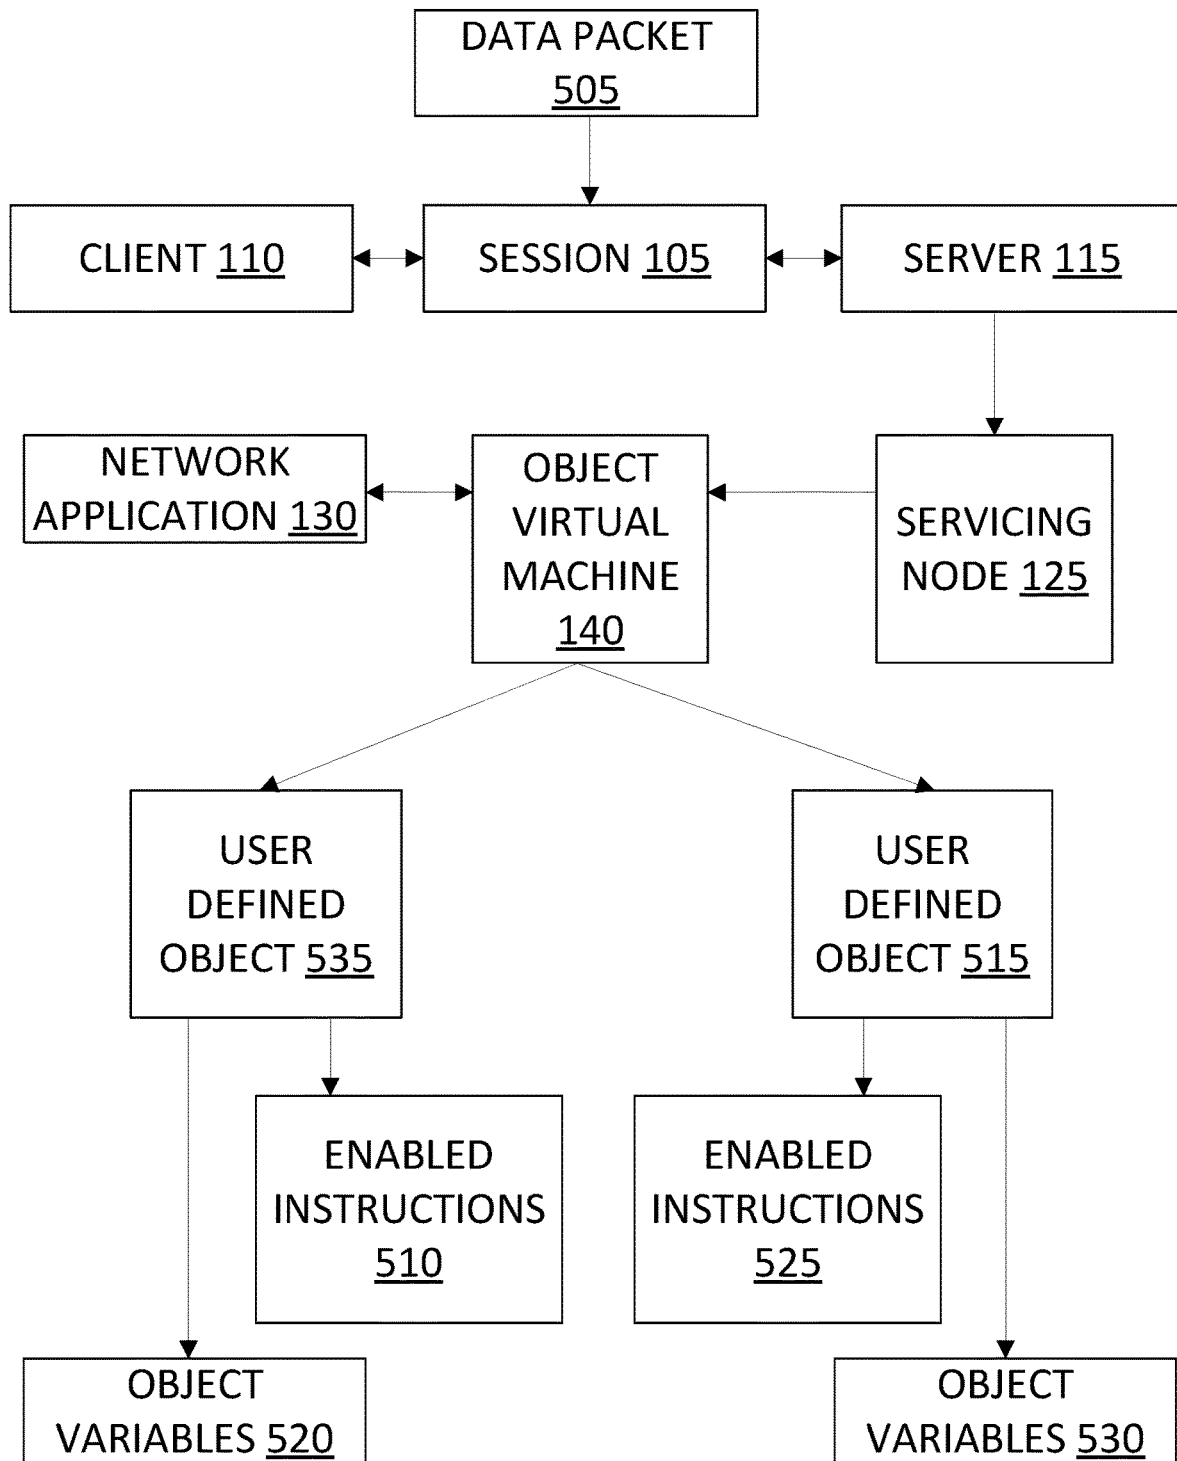 DATA PACKET
505
CLIENT 110
SESSION 105
SERVER 115
NETWORK
APPLICATION 130
OBJECT
VIRTUAL
MACHINE
140
SERVICING
NODE 125
USER
DEFINED
OBJECT 535
USER
DEFINED
OBJECT 515
ENABLED
INSTRUCTIONS
510
ENABLED
INSTRUCTIONS
525
OBJECT
VARIABLES 520
OBJECT
VARIABLES 530